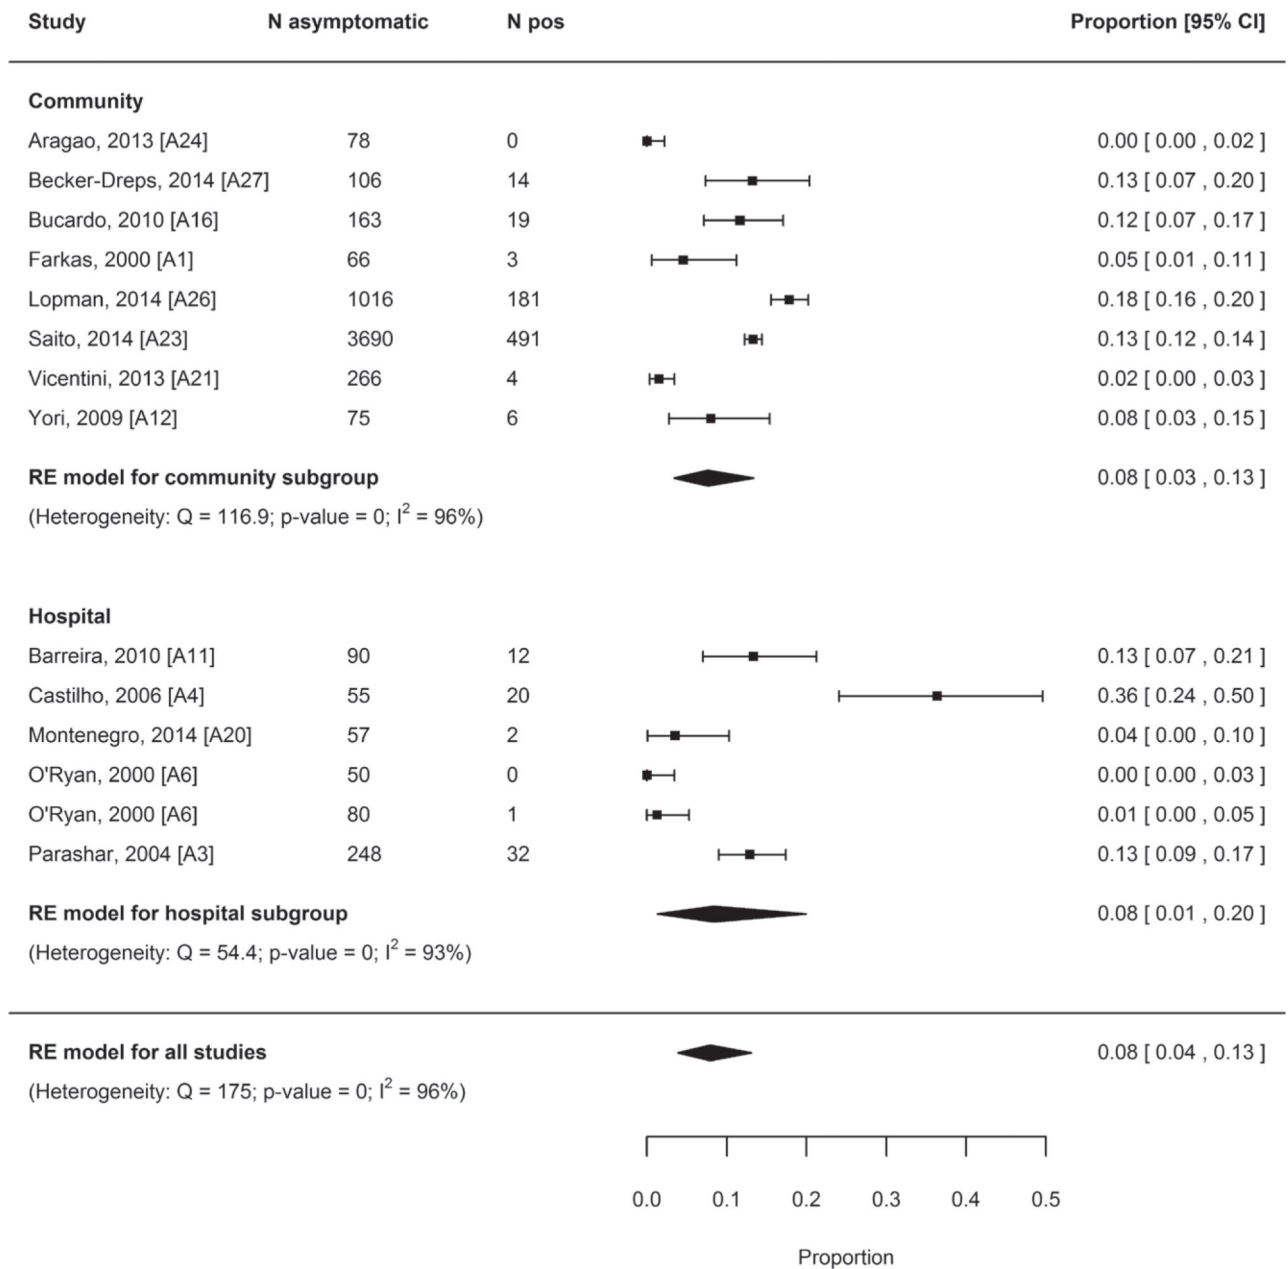 Study N asymptomatic N pos Proportion [95% CI]
Community
Aragao, 2013 [A24] 78 0 0.00 [ 0.00 , 0.02 ]
Becker-Dreps, 2014 [A27] 106 14 0.13 [ 0.07 , 0.20 ]
Bucardo, 2010 [A16] 163 19 0.12 [ 0.07 , 0.17 ]
Farkas, 2000 [A1] 66 3 0.05 [ 0.01 , 0.11 ]
Lopman, 2014 [A26] 1016 181 0.18 [ 0.16 , 0.20 ]
Saito, 2014 [A23] 3690 491 0.13 [ 0.12 , 0.14 ]
Vicentini, 2013 [A21] 266 4 0.02 [ 0.00 , 0.03 ]
Yori, 2009 [A12] 75 6 0.08 [ 0.03 , 0.15 ]
RE model for community subgroup 0.08 [ 0.03 , 0.13 ]
(Heterogeneity: Q = 116.9; p-value = 0; I² = 96%)
Hospital
Barreira, 2010 [A11] 90 12 0.13 [ 0.07 , 0.21 ]
Castilho, 2006 [A4] 55 20 0.36 [ 0.24 , 0.50 ]
Montenegro, 2014 [A20] 57 2 0.04 [ 0.00 , 0.10 ]
O'Ryan, 2000 [A6] 50 0 0.00 [ 0.00 , 0.03 ]
O'Ryan, 2000 [A6] 80 1 0.01 [ 0.00 , 0.05 ]
Parashar, 2004 [A3] 248 32 0.13 [ 0.09 , 0.17 ]
RE model for hospital subgroup 0.08 [ 0.01 , 0.20 ]
(Heterogeneity: Q = 54.4; p-value = 0; I² = 93%)
RE model for all studies 0.08 [ 0.04 , 0.13 ]
(Heterogeneity: Q = 175; p-value = 0; I² = 96%)
0.0 0.1 0.2 0.3 0.4 0.5
Proportion